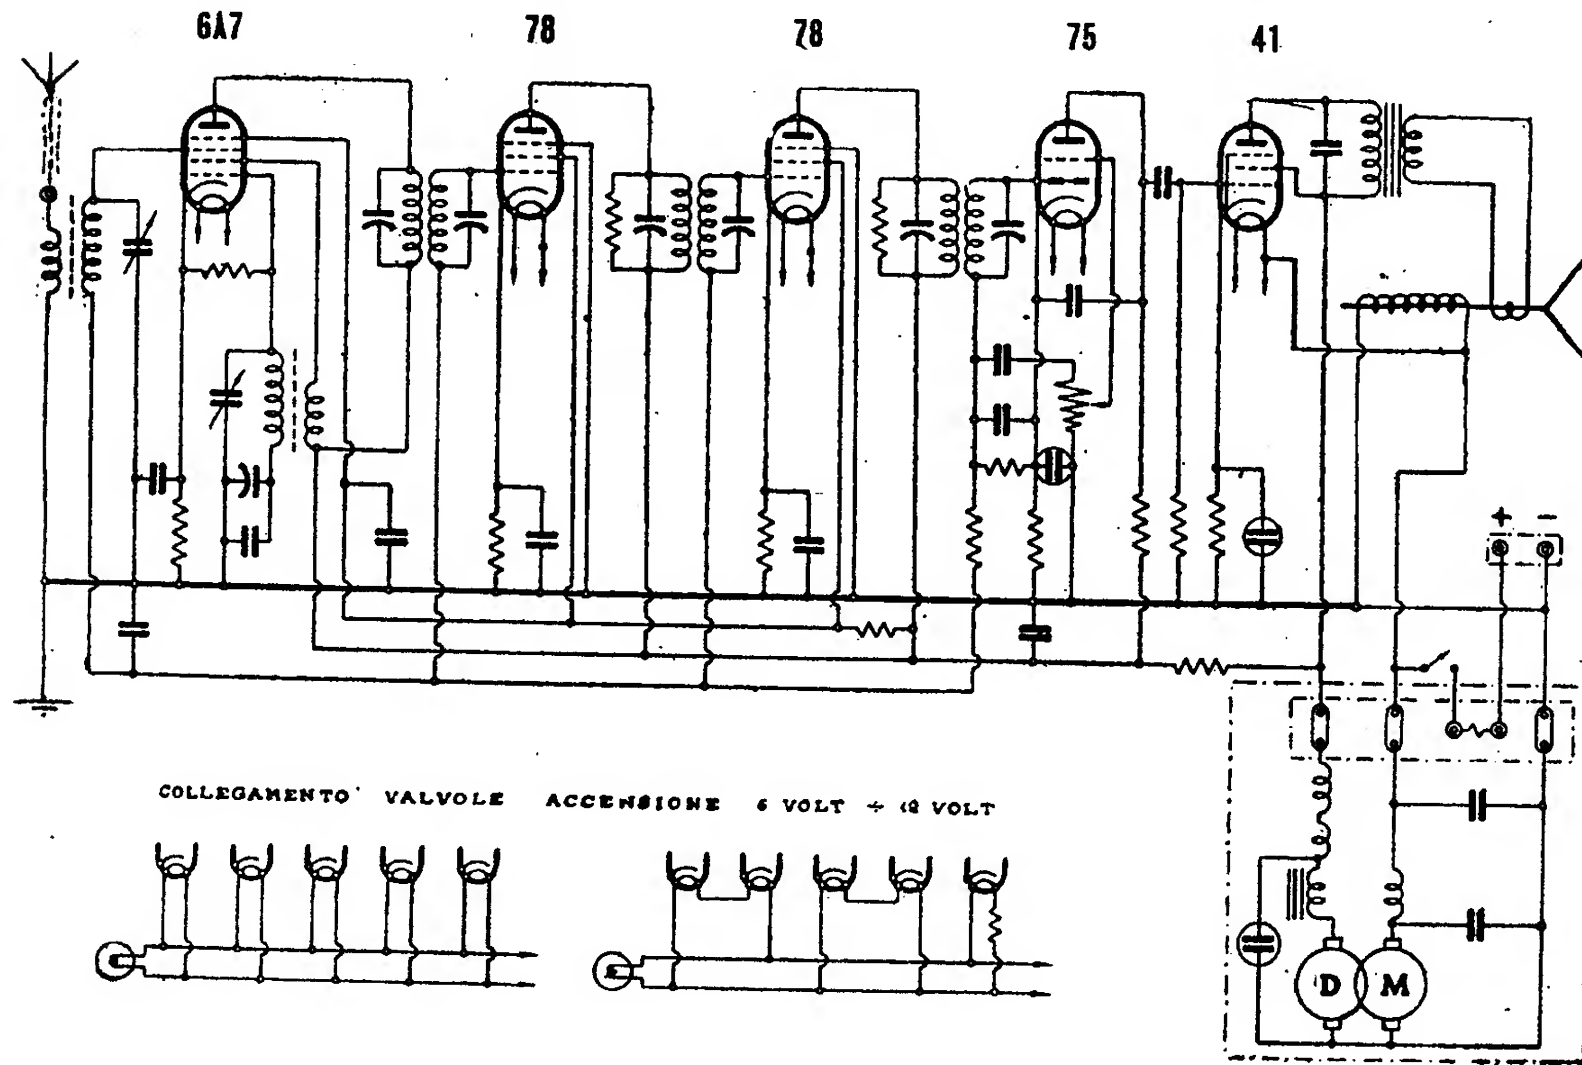 6A7 78 78 75 41
+ −
COLLEGAMENTO VALVOLE ACCENSIONE 6 VOLT ÷ 12 VOLT
D M